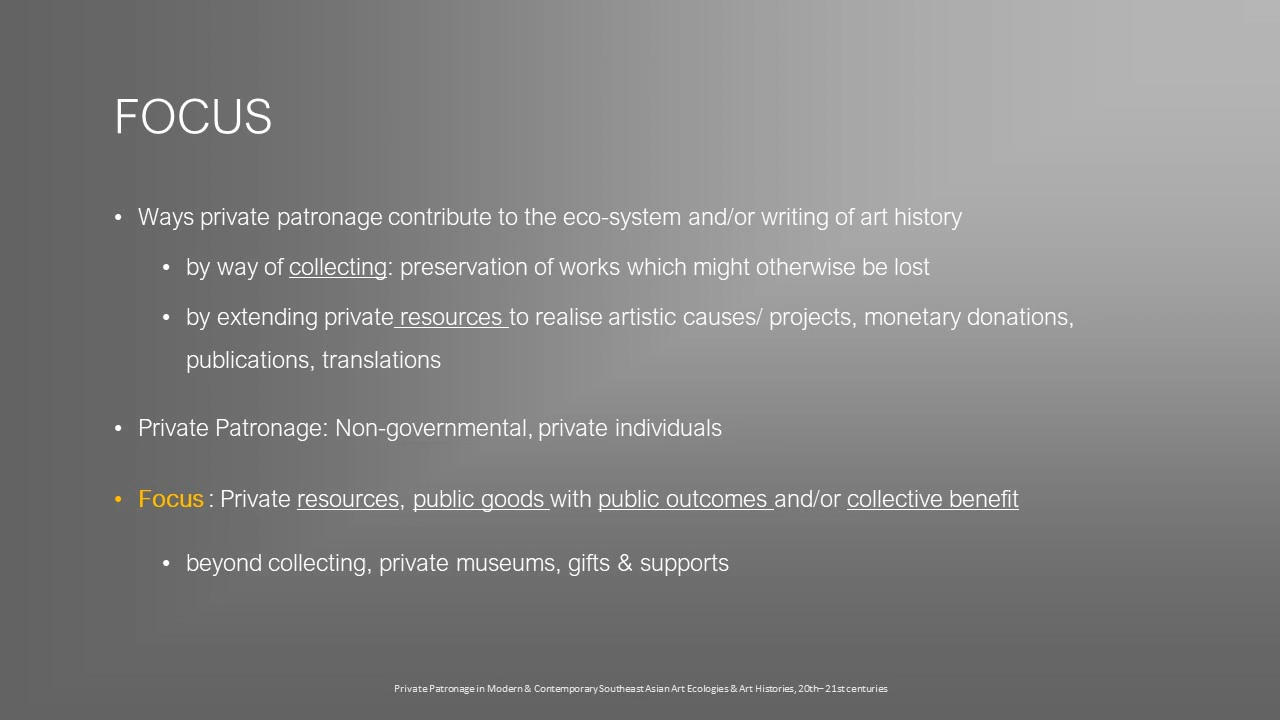 FOCUS
• Ways private patronage contribute to the eco-system and/or writing of art history
• by way of collecting: preservation of works which might otherwise be lost
• by extending private resources to realise artistic causes/ projects, monetary donations,
publications, translations
• Private Patronage: Non-governmental, private individuals
• Focus : Private resources, public goods with public outcomes and/or collective benefit
• beyond collecting, private museums, gifts & supports
Private Patronage in Modern & Contemporary Southeast Asian Art Ecologies & Art Histories, 20th– 21st centuries